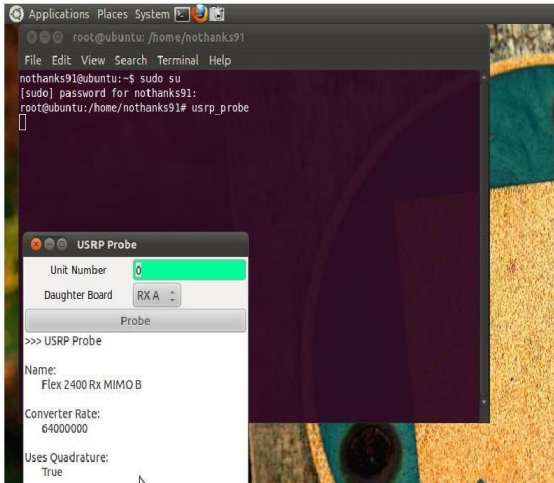 Applications Places System
root@ubuntu: /home/nothanks91
File Edit View Search Terminal Help
nothanks91@ubuntu:~$ sudo su
[sudo] password for nothanks91:
root@ubuntu:/home/nothanks91# usrp_probe
USRP Probe
Unit Number 0
Daughter Board RX A
Probe
>>> USRP Probe
Name:
Flex 2400 Rx MIMO B
Converter Rate:
64000000
Uses Quadrature:
True